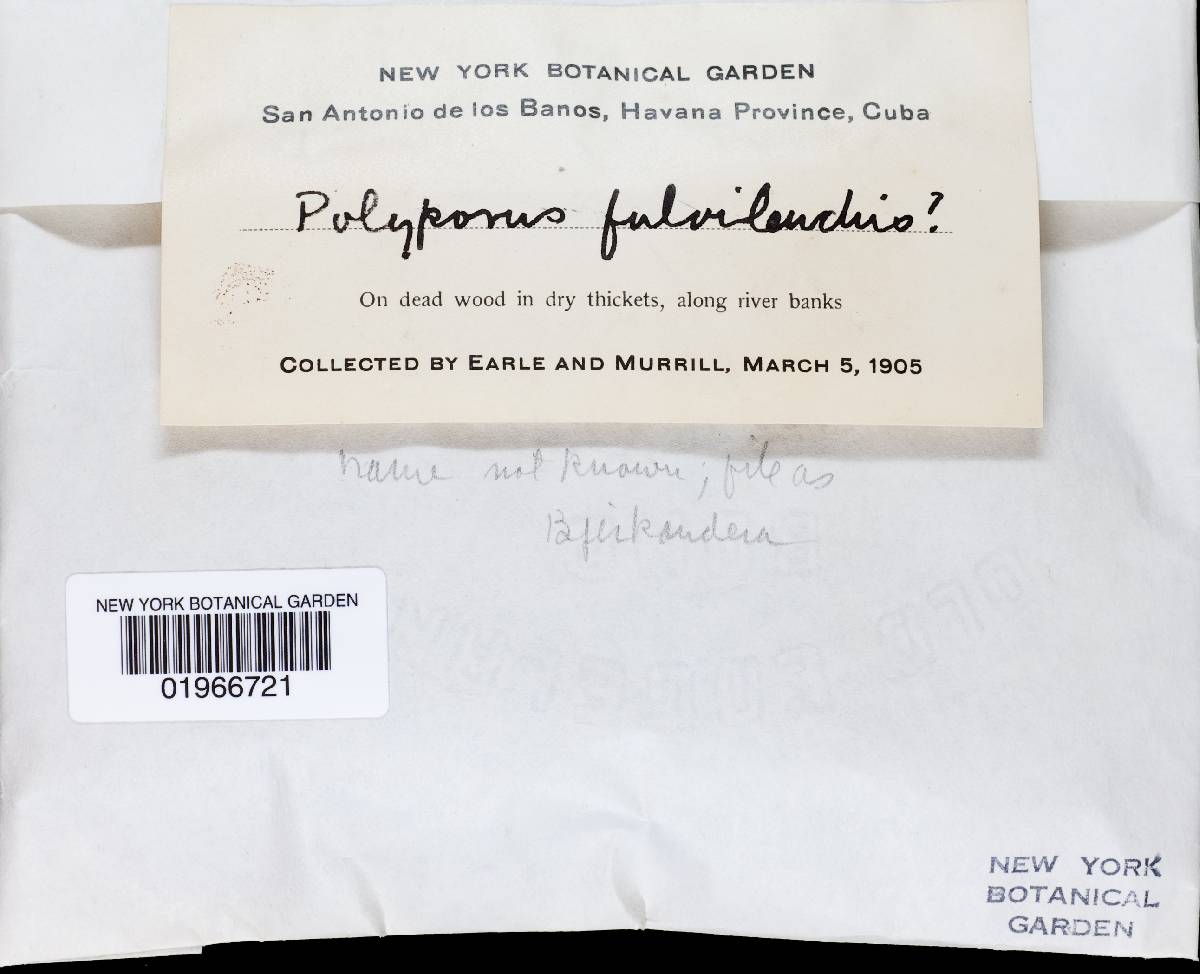 NEW YORK BOTANICAL GARDEN
San Antonio de los Banos, Havana Province, Cuba
Polyporus fulvileuchis?
On dead wood in dry thickets, along river banks
COLLECTED BY EARLE AND MURRILL, MARCH 5, 1905
Name not known; file as
Bjerkandera
NEW YORK BOTANICAL GARDEN
01966721
NEW YORK
BOTANICAL
GARDEN